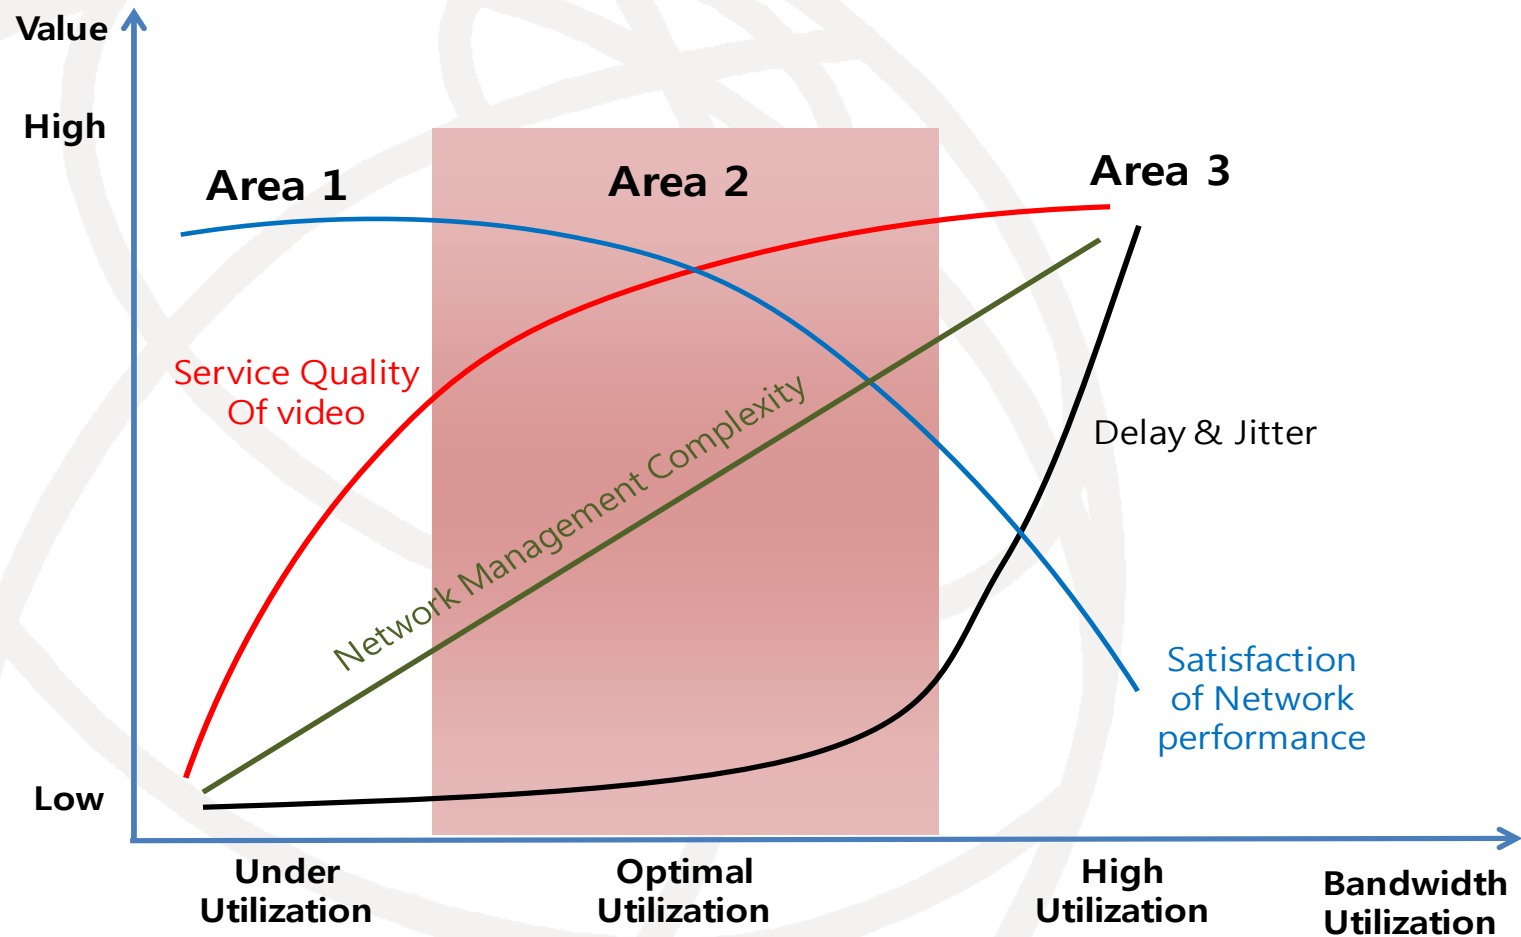 Value
High
Area 1
Area 2
Area 3
Service Quality
Of video
Network Management Complexity
Delay & Jitter
Satisfaction
of Network
performance
Low
Under
Utilization
Optimal
Utilization
High
Utilization
Bandwidth
Utilization